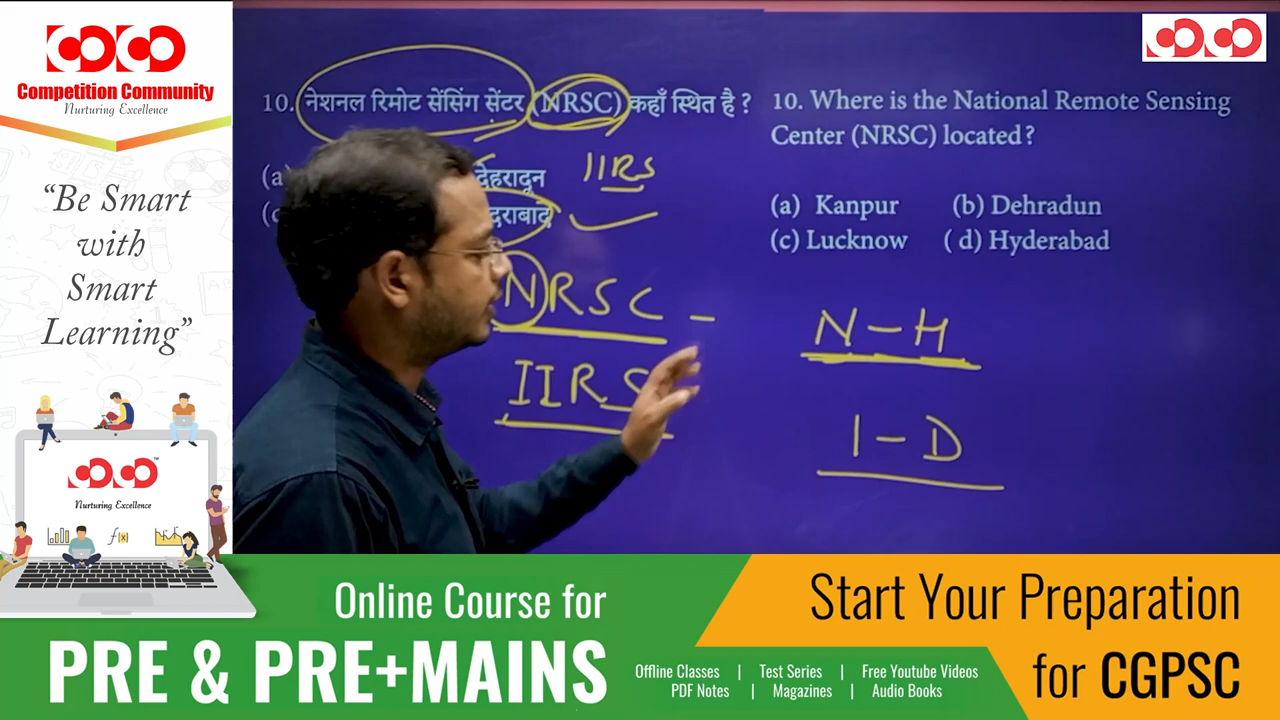 COCO
Competition Community
Nurturing Excellence
“Be Smart
with
Smart
Learning”
COCO
Nurturing Excellence
f(x)
COCO
10. नेशनल रिमोट सेंसिंग सेंटर (NRSC) कहाँ स्थित है ?
(a) देहरादून
IIRS
NRSC -
IIRS
10. Where is the National Remote Sensing
Center (NRSC) located?
(a) Kanpur (b) Dehradun
(c) Lucknow ( d) Hyderabad
N-H
I-D
Online Course for
PRE & PRE+MAINS
Offline Classes | Test Series | Free Youtube Videos
PDF Notes | Magazines | Audio Books
Start Your Preparation
for CGPSC